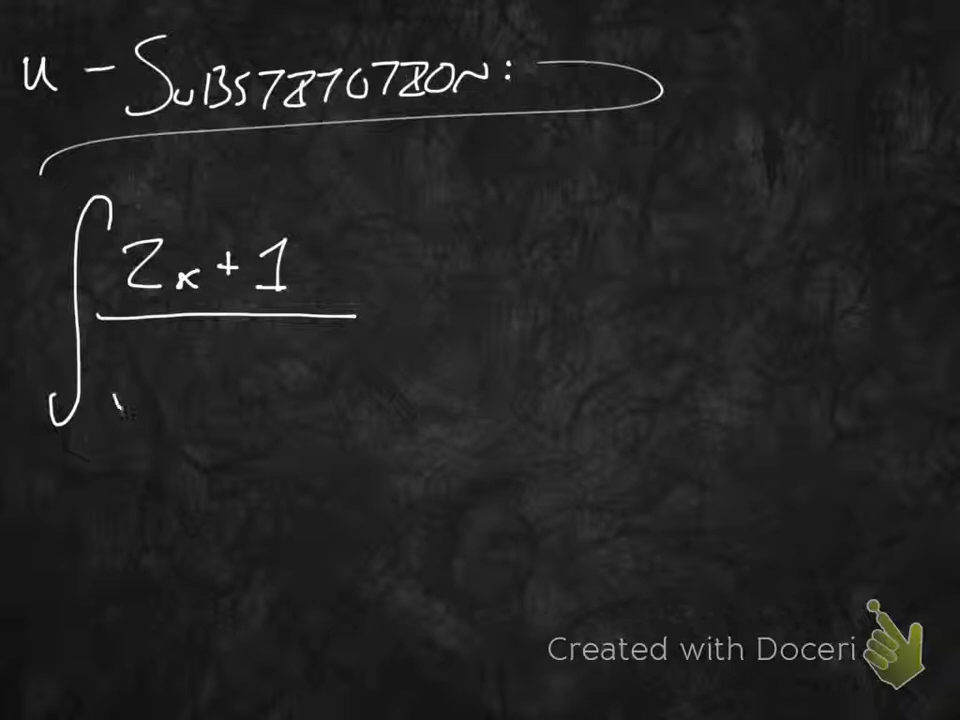 u - SUBSTITUTION:
∫ 2x + 1
Created with Doceri